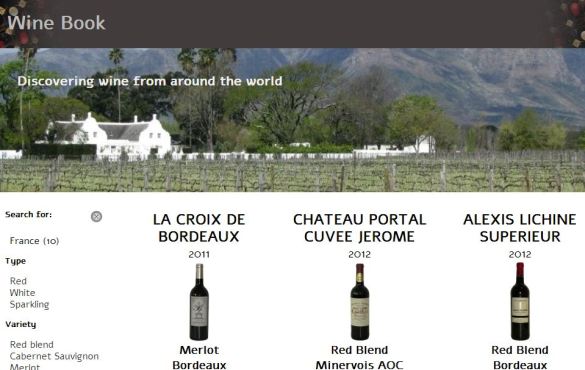 Wine Book
Discovering wine from around the world
Search for:
France (10)
Type
Red
White
Sparkling
Variety
Red blend
Cabernet Sauvignon
Merlot
LA CROIX DE
BORDEAUX
2011
Merlot
Bordeaux
CHATEAU PORTAL
CUVEE JEROME
2012
Red Blend
Minervois AOC
ALEXIS LICHINE
SUPERIEUR
2012
Red Blend
Bordeaux